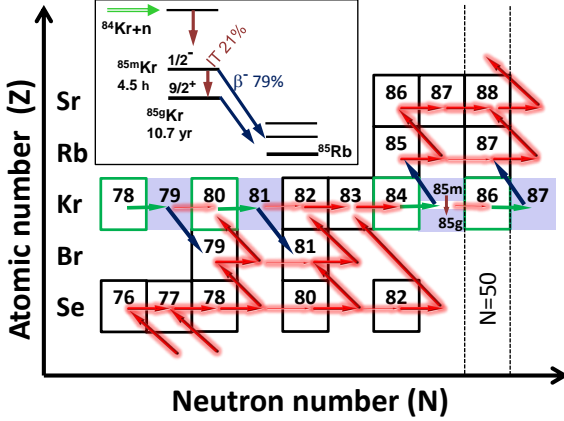 ⁸⁴Kr+n
IT 21%
1/2⁻
⁸⁵ᵐKr
4.5 h
β⁻ 79%
9/2⁺
⁸⁵ᵍKr
10.7 yr
⁸⁵Rb
Atomic number (Z)
Sr 86 87 88
Rb 85 87
Kr 78 79 80 81 82 83 84 85m 85g 86 87
Br 79 81
Se 76 77 78 80 82
N=50
Neutron number (N)